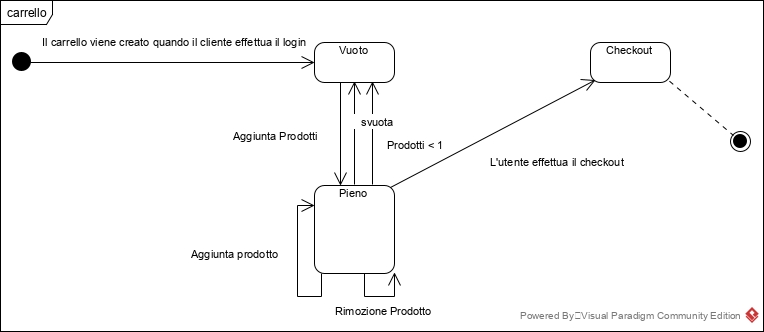 carrello
Il carrello viene creato quando il cliente effettua il login
Vuoto
Checkout
svuota
Aggiunta Prodotti
Prodotti < 1
L'utente effettua il checkout
Pieno
Aggiunta prodotto
Rimozione Prodotto
Powered By Visual Paradigm Community Edition